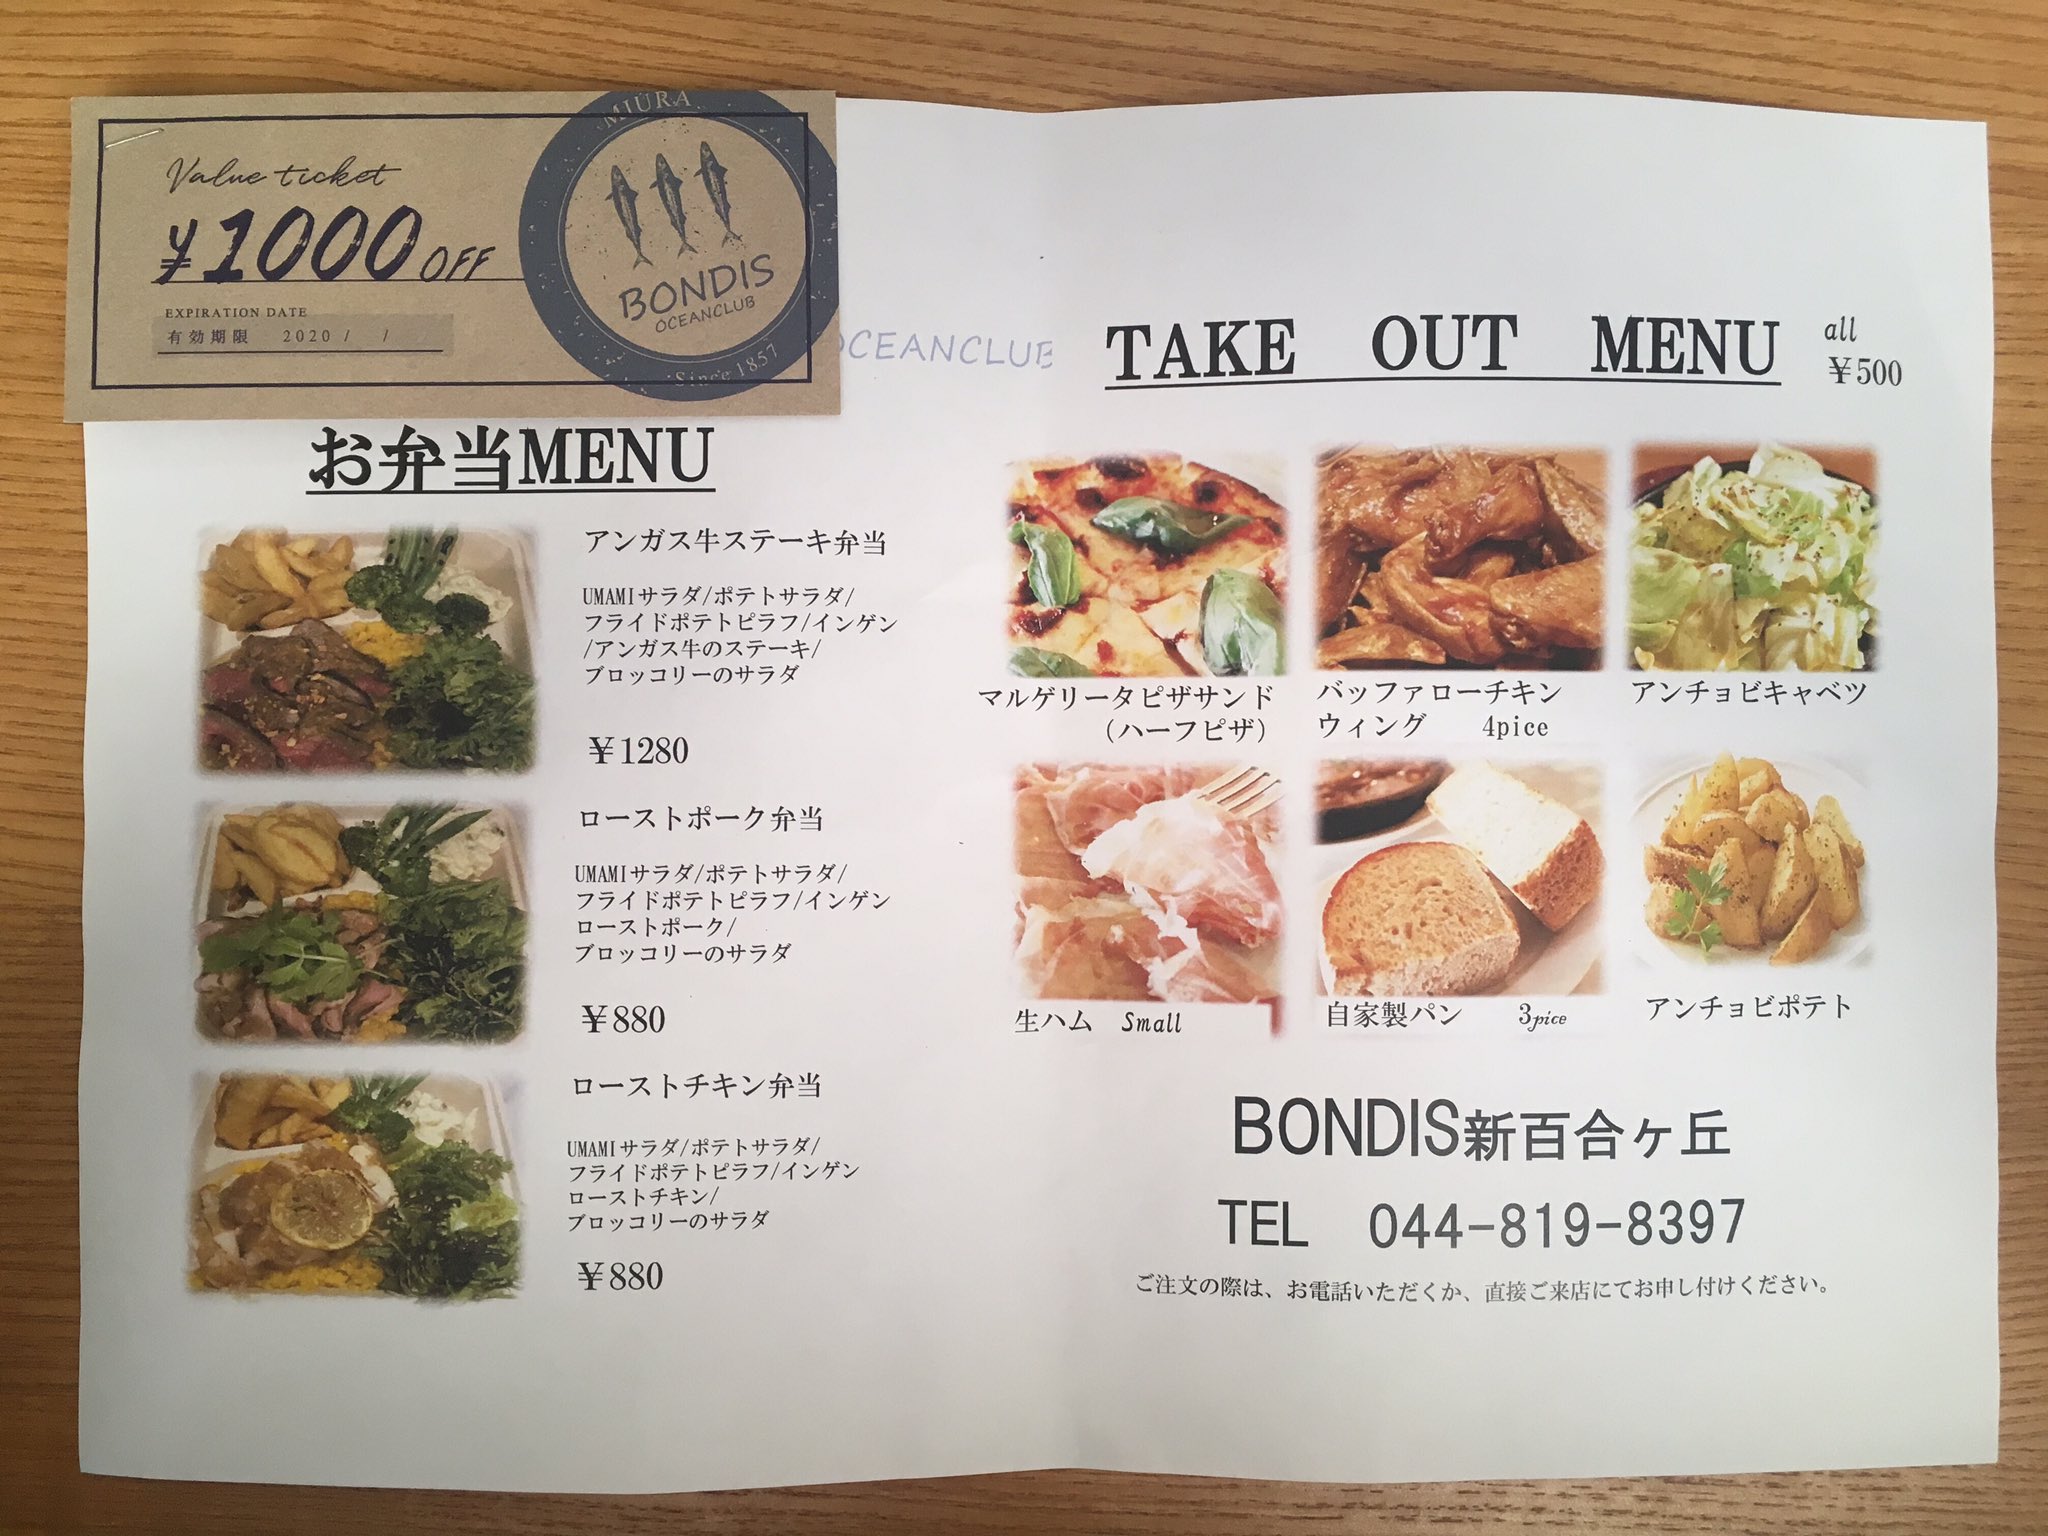 Value ticket
¥1000 OFF
EXPIRATION DATE
有効期限 2020 / /
MIURA
BONDIS
OCEANCLUB
Since 1857
OCEANCLUB
お弁当MENU
アンガス牛ステーキ弁当
UMAMIサラダ/ポテトサラダ/
フライドポテトピラフ/インゲン
/アンガス牛のステーキ/
ブロッコリーのサラダ
¥1280
ローストポーク弁当
UMAMIサラダ/ポテトサラダ/
フライドポテトピラフ/インゲン
ローストポーク/
ブロッコリーのサラダ
¥880
ローストチキン弁当
UMAMIサラダ/ポテトサラダ/
フライドポテトピラフ/インゲン
ローストチキン/
ブロッコリーのサラダ
¥880
TAKE OUT MENU
all
¥500
マルゲリータピザサンド
(ハーフピザ)
バッファローチキン
ウィング 4pice
アンチョビキャベツ
生ハム Small
自家製パン 3pice
アンチョビポテト
BONDIS新百合ヶ丘
TEL 044-819-8397
ご注文の際は、お電話いただくか、直接ご来店にてお申し付けください。